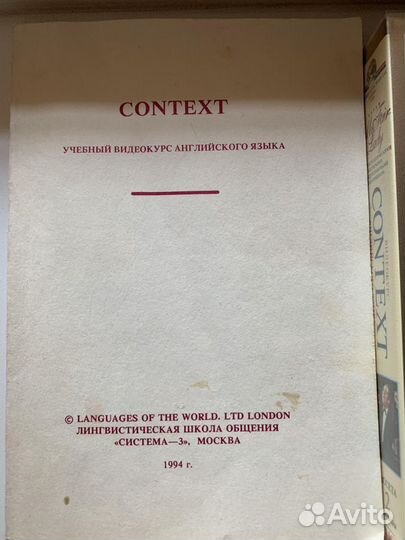 CONTEXT
УЧЕБНЫЙ ВИДЕОКУРС АНГЛИЙСКОГО ЯЗЫКА
© LANGUAGES OF THE WORLD. LTD LONDON
ЛИНГВИСТИЧЕСКАЯ ШКОЛА ОБЩЕНИЯ
«СИСТЕМА—3», МОСКВА
1994 г.
CONTEXT
2
Avito